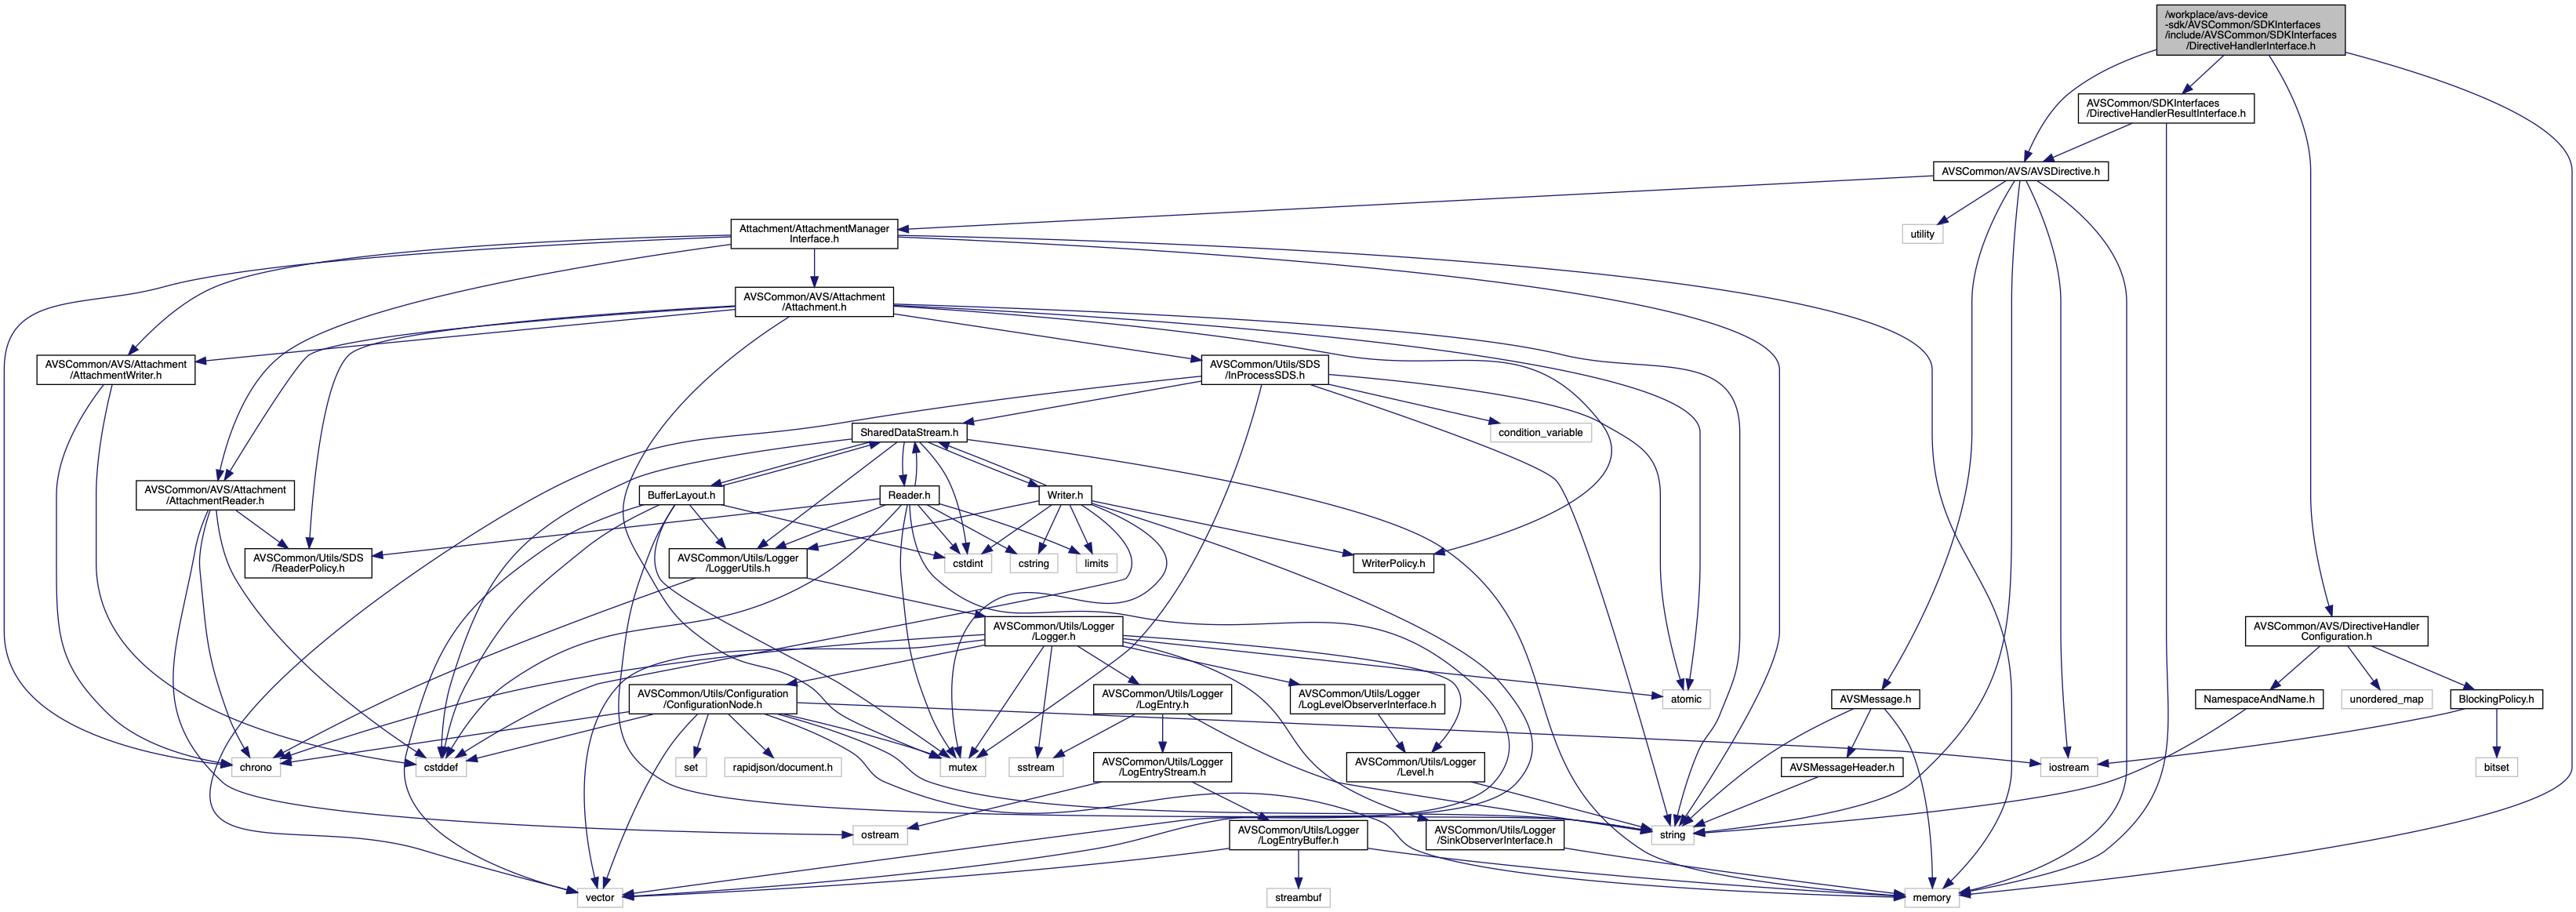 /workplace/avs-device
-sdk/AVSCommon/SDKInterfaces
/include/AVSCommon/SDKInterfaces
/DirectiveHandlerInterface.h
AVSCommon/SDKInterfaces
/DirectiveHandlerResultInterface.h
AVSCommon/AVS/AVSDirective.h
Attachment/AttachmentManager
Interface.h
utility
AVSCommon/AVS/Attachment
/Attachment.h
AVSCommon/AVS/Attachment
/AttachmentWriter.h
AVSCommon/Utils/SDS
/InProcessSDS.h
SharedDataStream.h
condition_variable
AVSCommon/AVS/Attachment
/AttachmentReader.h
BufferLayout.h
Reader.h
Writer.h
AVSCommon/Utils/SDS
/ReaderPolicy.h
AVSCommon/Utils/Logger
/LoggerUtils.h
cstdint
cstring
limits
WriterPolicy.h
AVSCommon/Utils/Logger
/Logger.h
AVSCommon/AVS/DirectiveHandler
Configuration.h
AVSCommon/Utils/Configuration
/ConfigurationNode.h
AVSCommon/Utils/Logger
/LogEntry.h
AVSCommon/Utils/Logger
/LogLevelObserverInterface.h
atomic
AVSMessage.h
NamespaceAndName.h
unordered_map
BlockingPolicy.h
chrono
cstddef
set
rapidjson/document.h
mutex
sstream
AVSCommon/Utils/Logger
/LogEntryStream.h
AVSCommon/Utils/Logger
/Level.h
AVSMessageHeader.h
iostream
bitset
ostream
AVSCommon/Utils/Logger
/LogEntryBuffer.h
AVSCommon/Utils/Logger
/SinkObserverInterface.h
string
vector
streambuf
memory